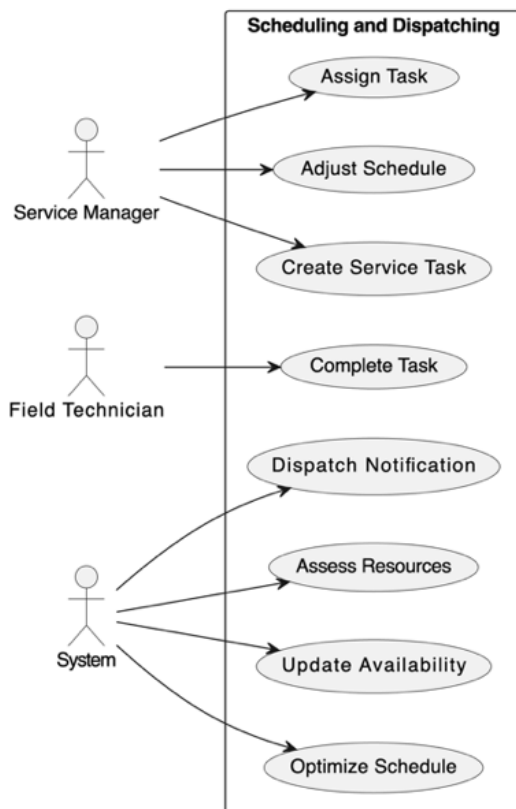 Scheduling and Dispatching
Assign Task
Adjust Schedule
Service Manager
Create Service Task
Complete Task
Field Technician
Dispatch Notification
Assess Resources
System
Update Availability
Optimize Schedule